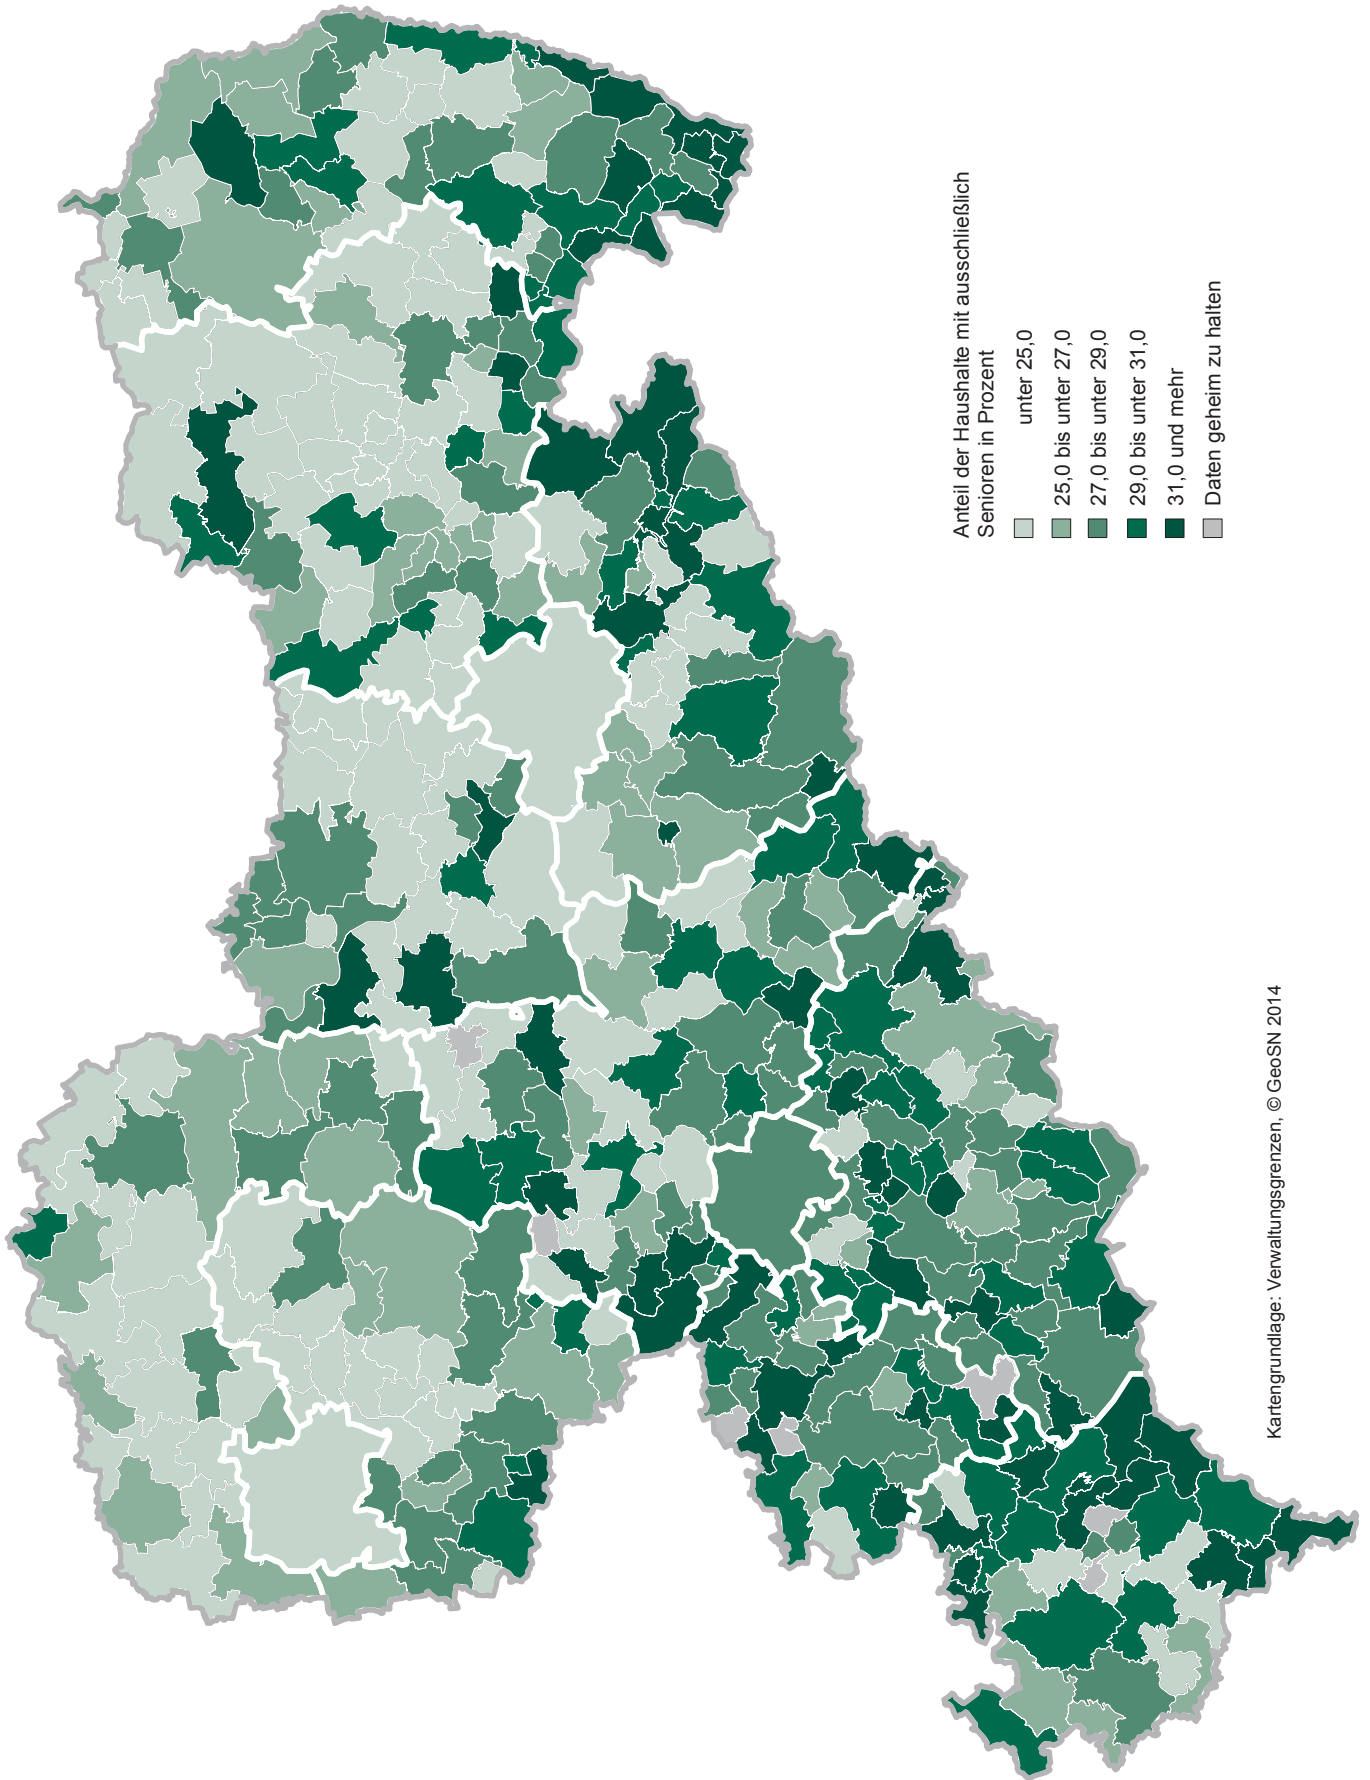 Anteil der Haushalte mit ausschließlich
Senioren in Prozent
unter 25,0
25,0 bis unter 27,0
27,0 bis unter 29,0
29,0 bis unter 31,0
31,0 und mehr
Daten geheim zu halten
Kartengrundlage: Verwaltungsgrenzen, © GeoSN 2014